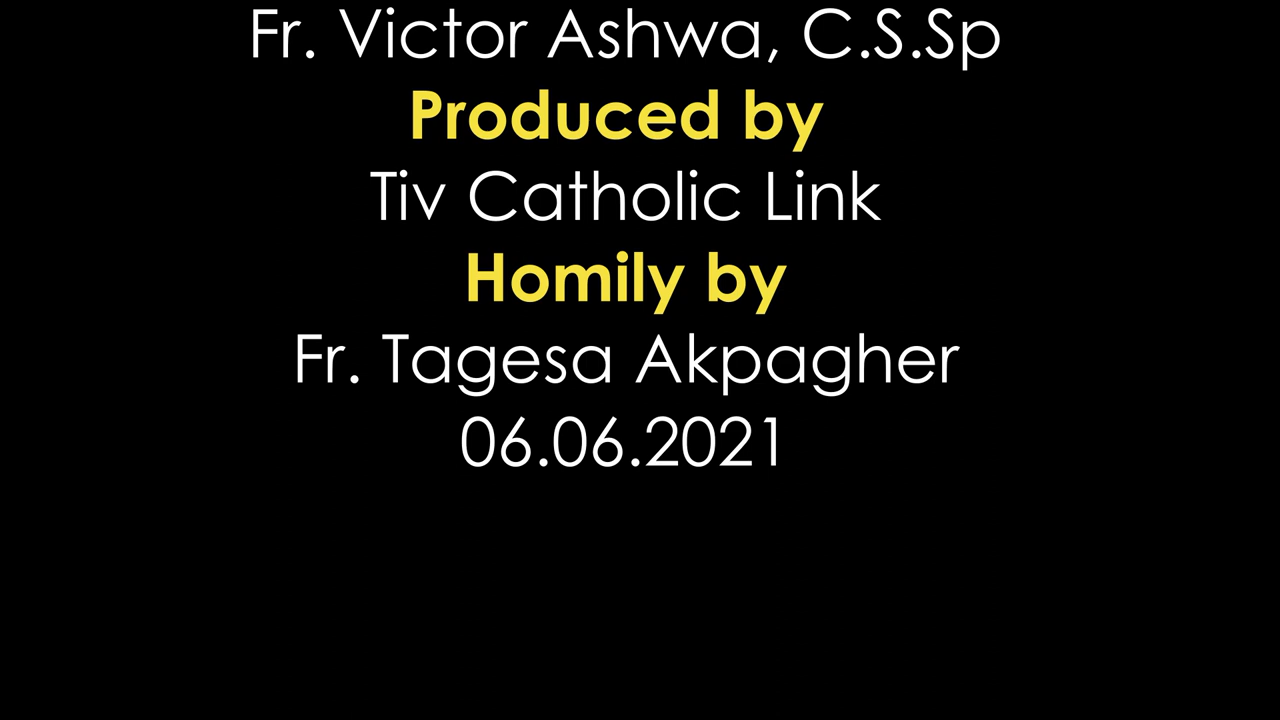 Fr. Victor Ashwa, C.S.Sp
Produced by
Tiv Catholic Link
Homily by
Fr. Tagesa Akpagher
06.06.2021